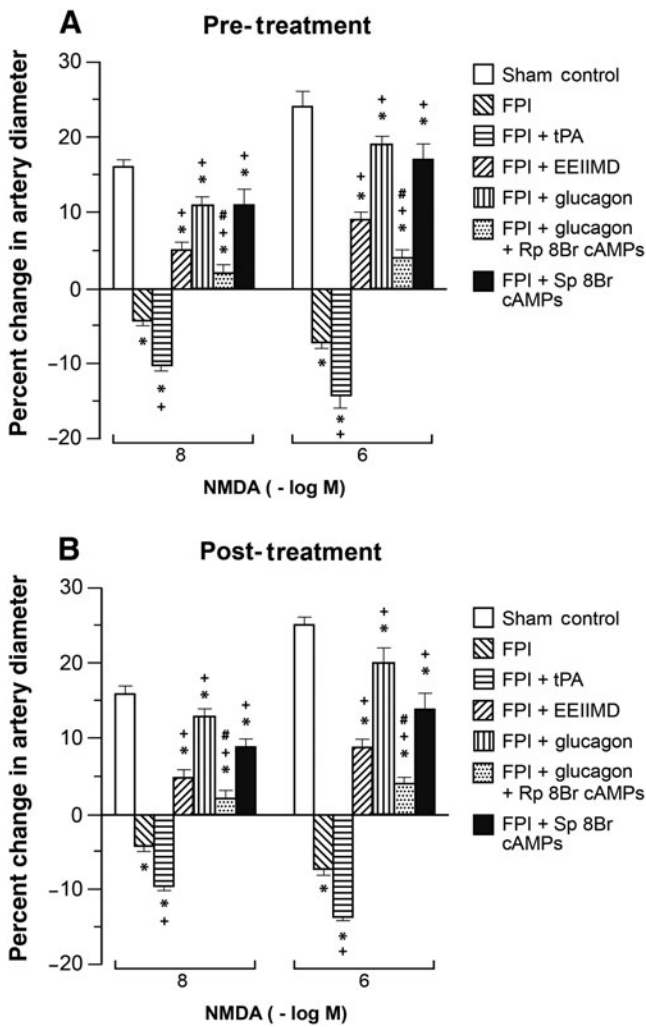 A
Pre-treatment
Percent change in artery diameter
30
20
10
0
–10
–20
+
*
+
*
#
+
*
+
*
+
*
+
*
#
+
*
+
*
*
*
+
*
*
+
8
6
NMDA ( - log M)
Sham control
FPI
FPI + tPA
FPI + EEIIMD
FPI + glucagon
FPI + glucagon
+ Rp 8Br cAMPs
FPI + Sp 8Br
cAMPs
B
Post-treatment
Percent change in artery diameter
30
20
10
0
–10
–20
+
*
+
*
#
+
*
+
*
+
*
+
*
#
+
*
+
*
*
*
+
*
*
+
8
6
NMDA (-log M)
Sham control
FPI
FPI + tPA
FPI + EEIIMD
FPI + glucagon
FPI + glucagon
+ Rp 8Br cAMPs
FPI + Sp 8Br
cAMPs